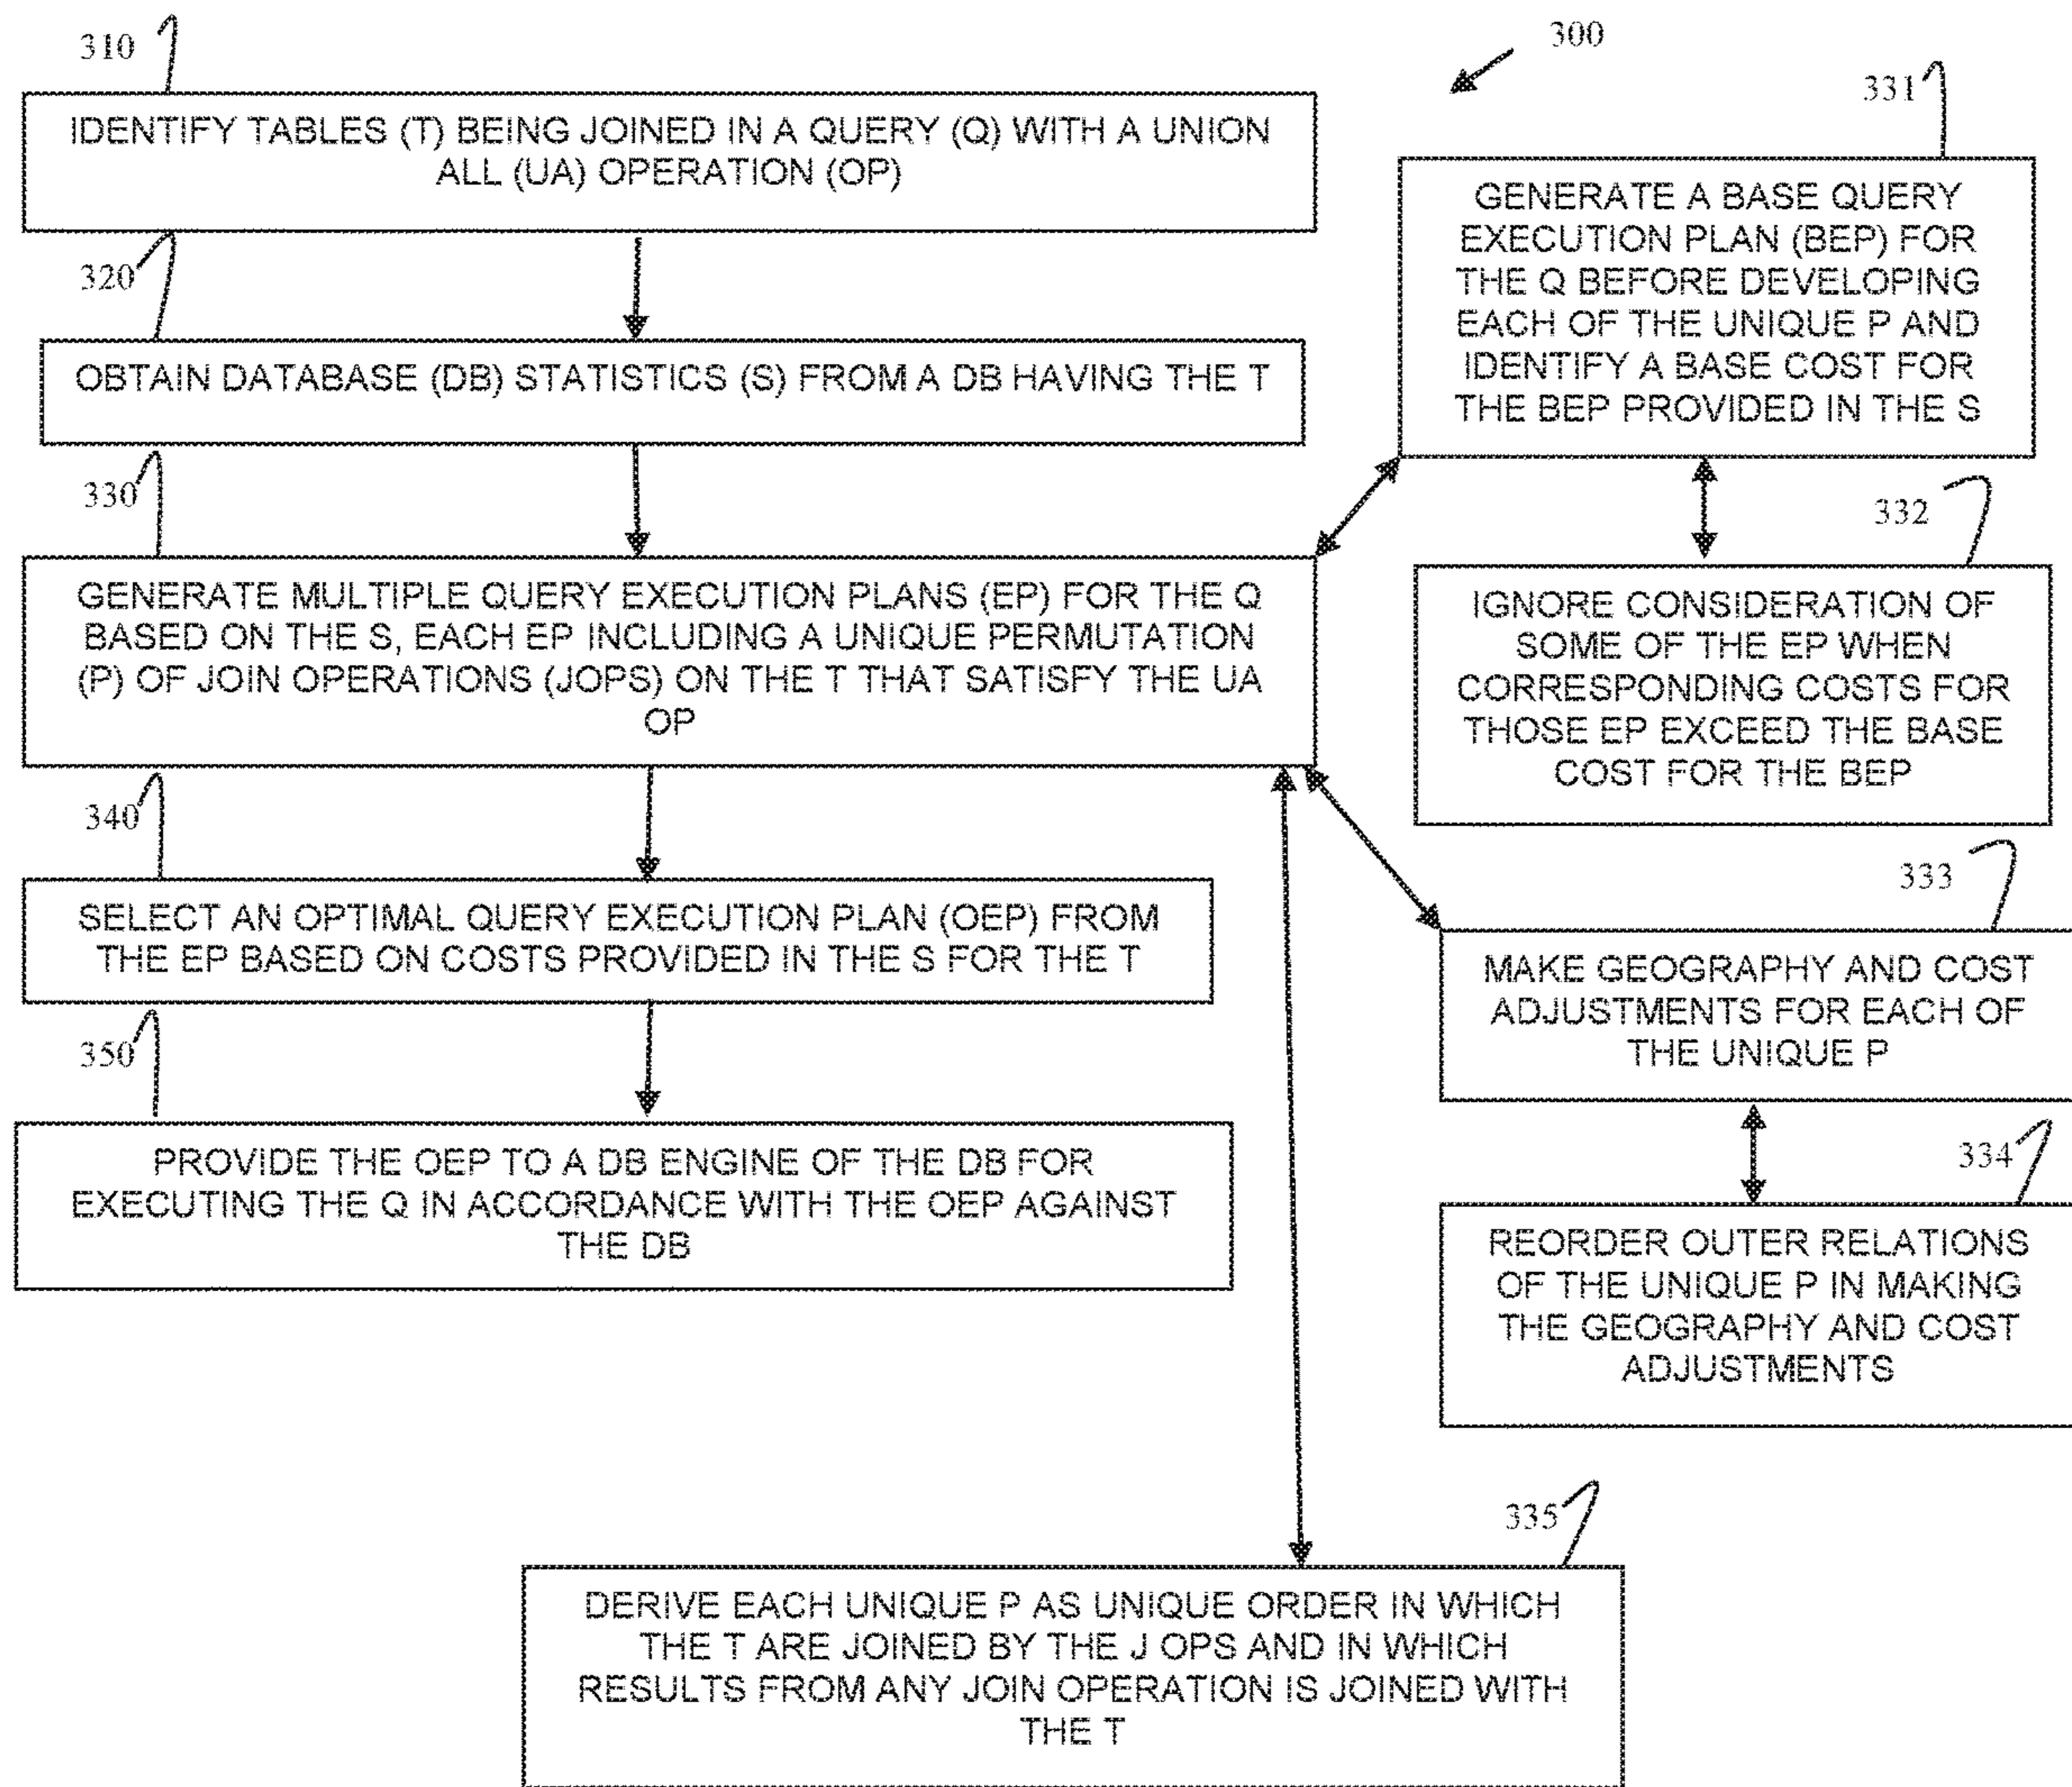 300
310
IDENTIFY TABLES (T) BEING JOINED IN A QUERY (Q) WITH A UNION
ALL (UA) OPERATION (OP)
320
OBTAIN DATABASE (DB) STATISTICS (S) FROM A DB HAVING THE T
330
GENERATE MULTIPLE QUERY EXECUTION PLANS (EP) FOR THE Q
BASED ON THE S, EACH EP INCLUDING A UNIQUE PERMUTATION
(P) OF JOIN OPERATIONS (JOPS) ON THE T THAT SATISFY THE UA
OP
340
SELECT AN OPTIMAL QUERY EXECUTION PLAN (OEP) FROM
THE EP BASED ON COSTS PROVIDED IN THE S FOR THE T
350
PROVIDE THE OEP TO A DB ENGINE OF THE DB FOR
EXECUTING THE Q IN ACCORDANCE WITH THE OEP AGAINST
THE DB
331
GENERATE A BASE QUERY
EXECUTION PLAN (BEP) FOR
THE Q BEFORE DEVELOPING
EACH OF THE UNIQUE P AND
IDENTIFY A BASE COST FOR
THE BEP PROVIDED IN THE S
332
IGNORE CONSIDERATION OF
SOME OF THE EP WHEN
CORRESPONDING COSTS FOR
THOSE EP EXCEED THE BASE
COST FOR THE BEP
333
MAKE GEOGRAPHY AND COST
ADJUSTMENTS FOR EACH OF
THE UNIQUE P
334
REORDER OUTER RELATIONS
OF THE UNIQUE P IN MAKING
THE GEOGRAPHY AND COST
ADJUSTMENTS
335
DERIVE EACH UNIQUE P AS UNIQUE ORDER IN WHICH
THE T ARE JOINED BY THE J OPS AND IN WHICH
RESULTS FROM ANY JOIN OPERATION IS JOINED WITH
THE T